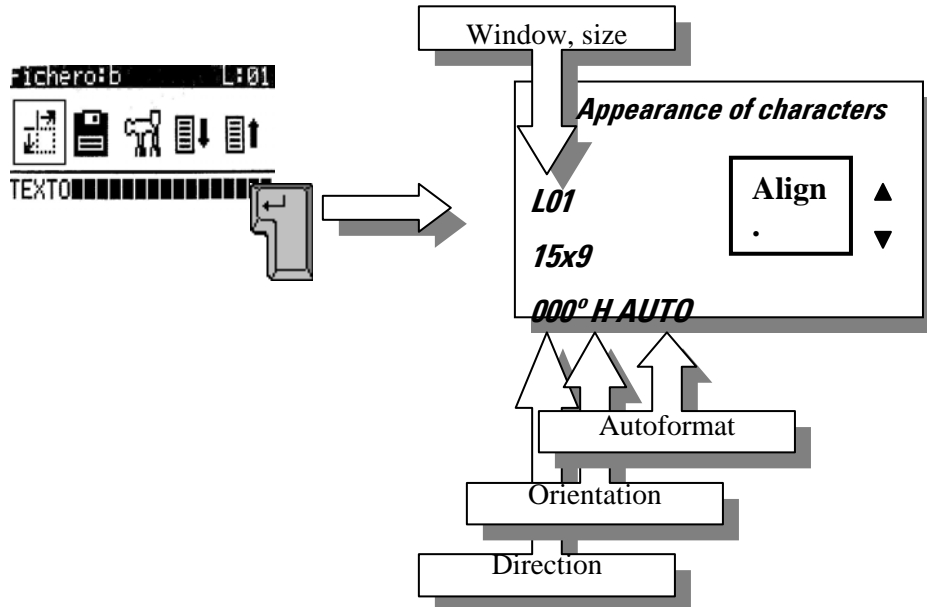 Window, size
Fichero:b L:01
TEXTO
Appearance of characters
L01
Align
.
15x9
000º H AUTO
Autoformat
Orientation
Direction